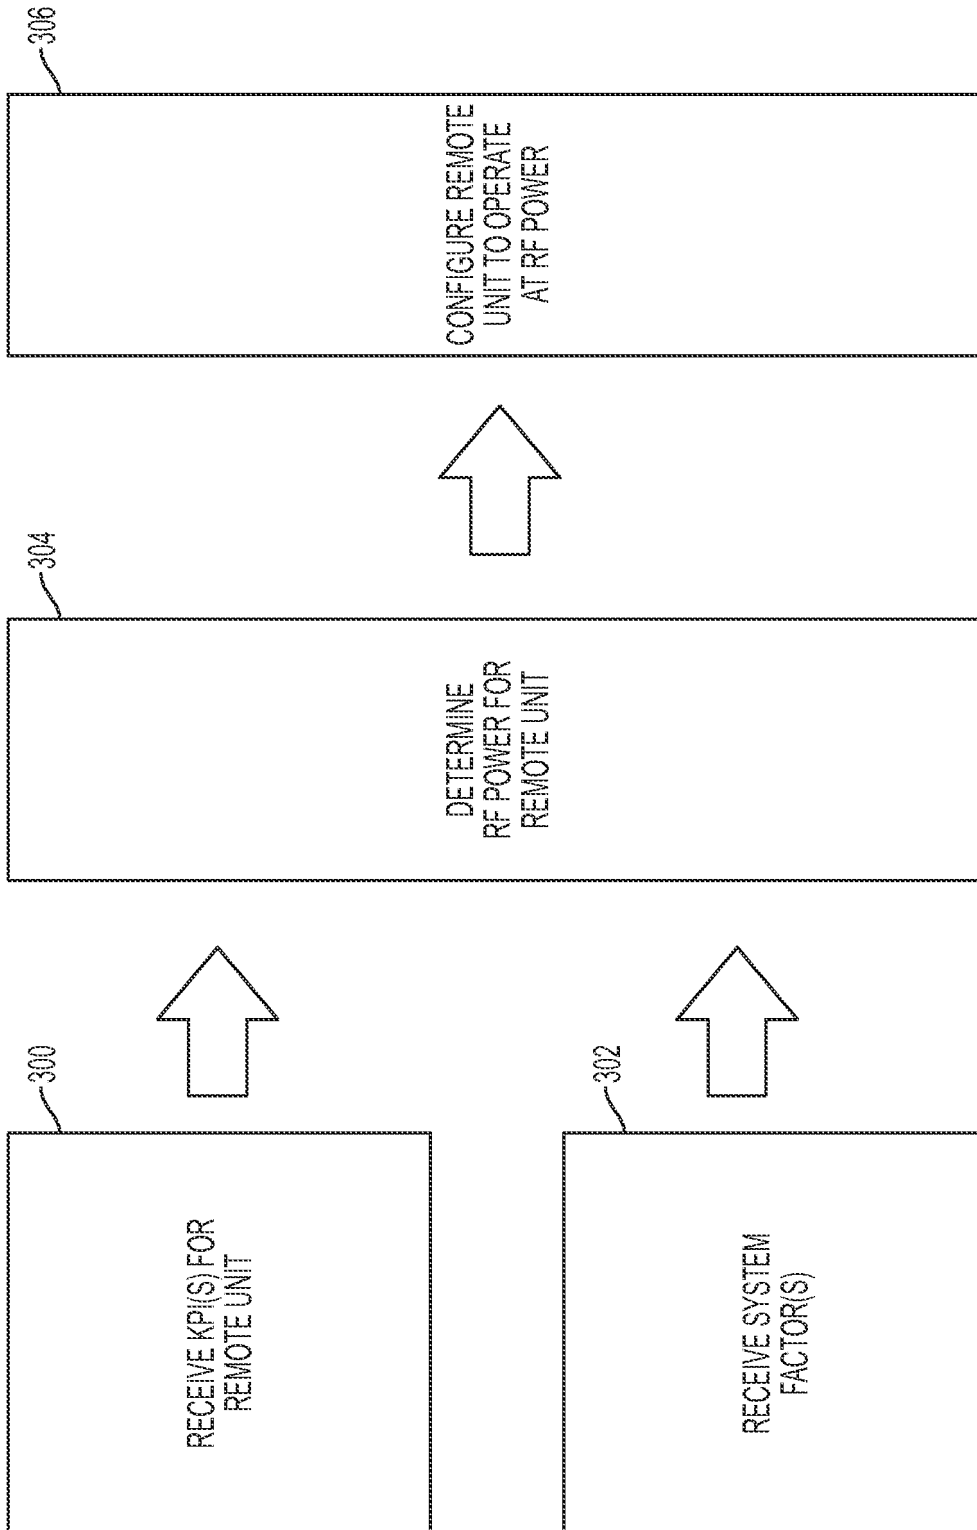 300
RECEIVE KPI(S) FOR
REMOTE UNIT
302
RECEIVE SYSTEM
FACTOR(S)
304
DETERMINE
RF POWER FOR
REMOTE UNIT
306
CONFIGURE REMOTE
UNIT TO OPERATE
AT RF POWER